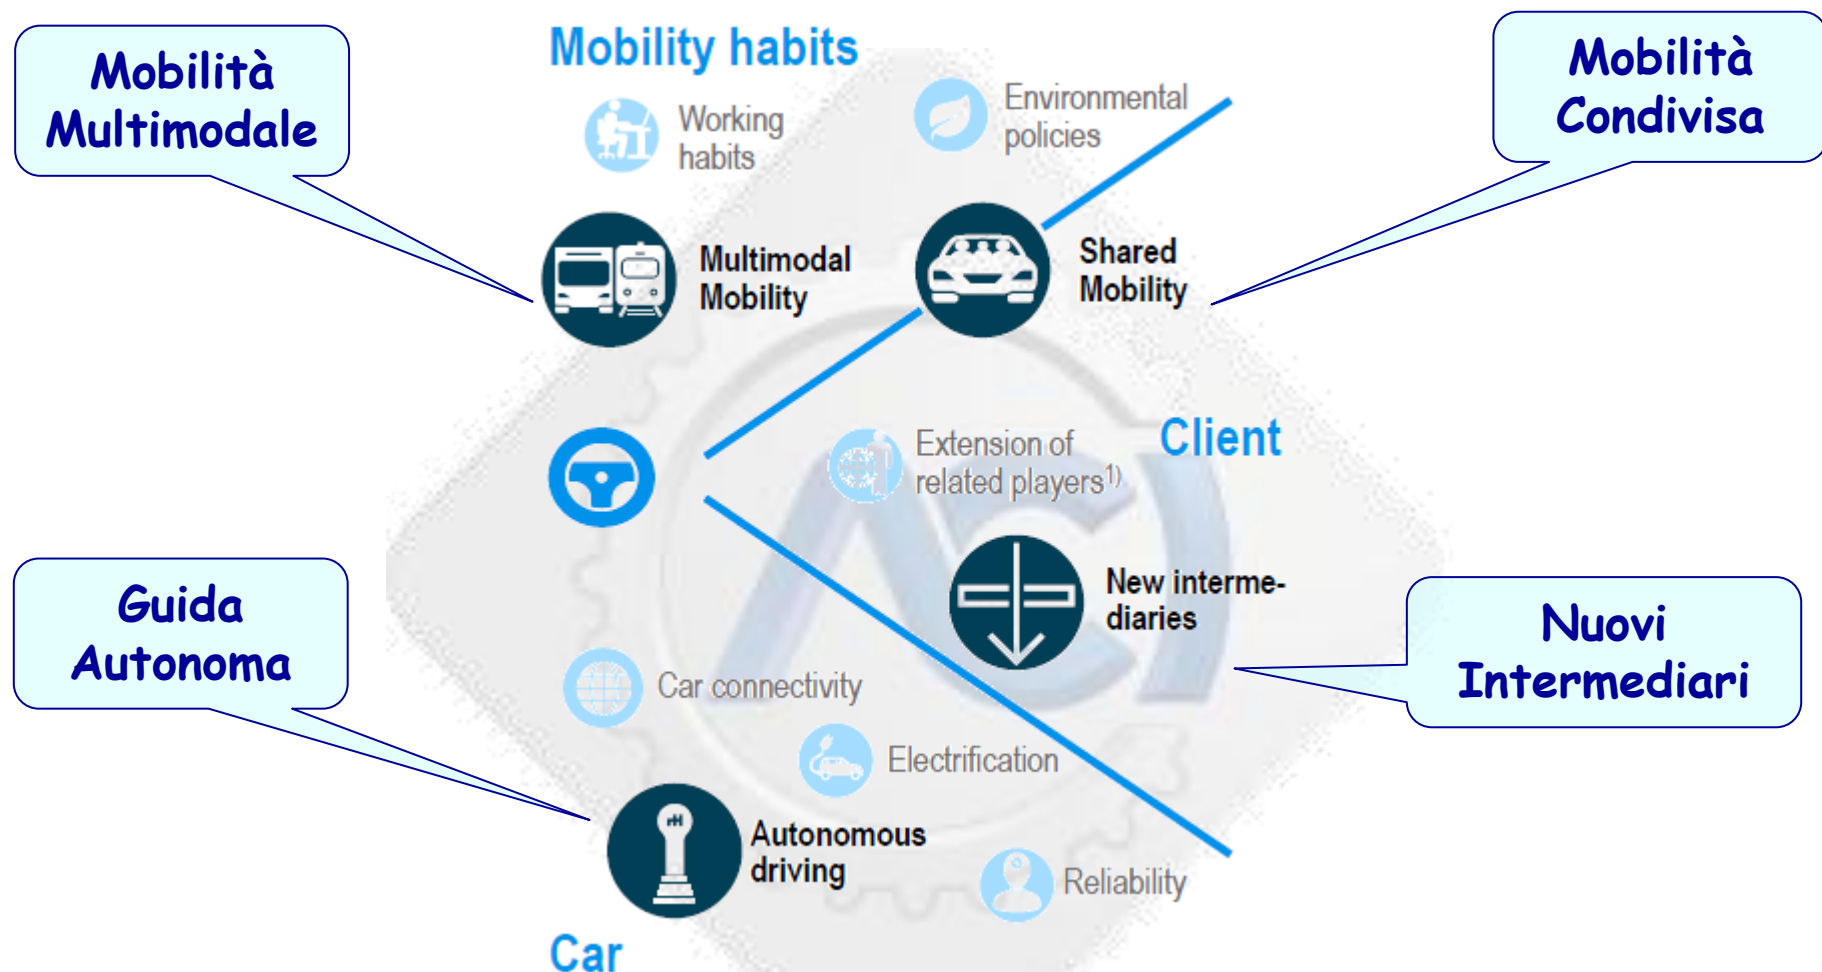 Mobility habits
Mobilità
Multimodale
Mobilità
Condivisa
Working
habits
Environmental
policies
Multimodal
Mobility
Shared
Mobility
Client
Extension of
related players¹⁾
New interme-
diaries
Nuovi
Intermediari
Guida
Autonoma
Car connectivity
Electrification
Autonomous
driving
Reliability
Car
ACI